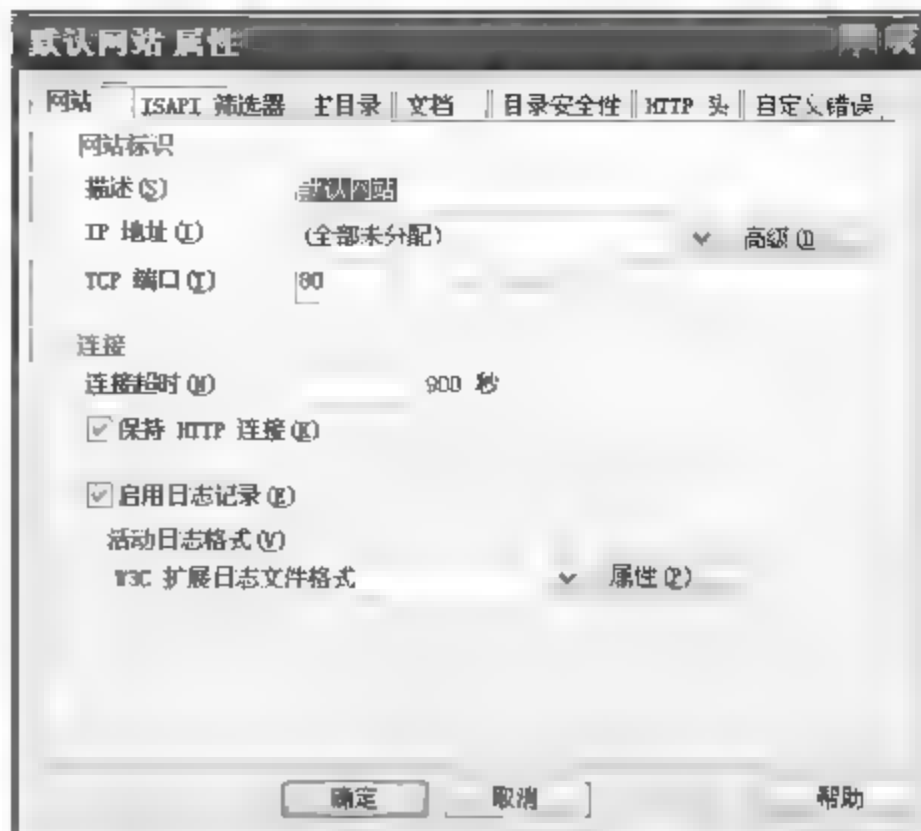 默认网站 属性
网站 ISAPI 筛选器 主目录 文档 目录安全性 HTTP 头 自定义错误
网站标识
描述(S) 默认网站
IP 地址(I) (全部未分配) 高级(D
TCP 端口(T) 80
连接
连接超时(N) 900 秒
保持 HTTP 连接(K)
启用日志记录(E)
活动日志格式(V)
W3C 扩展日志文件格式 属性(P)
确定 取消 帮助